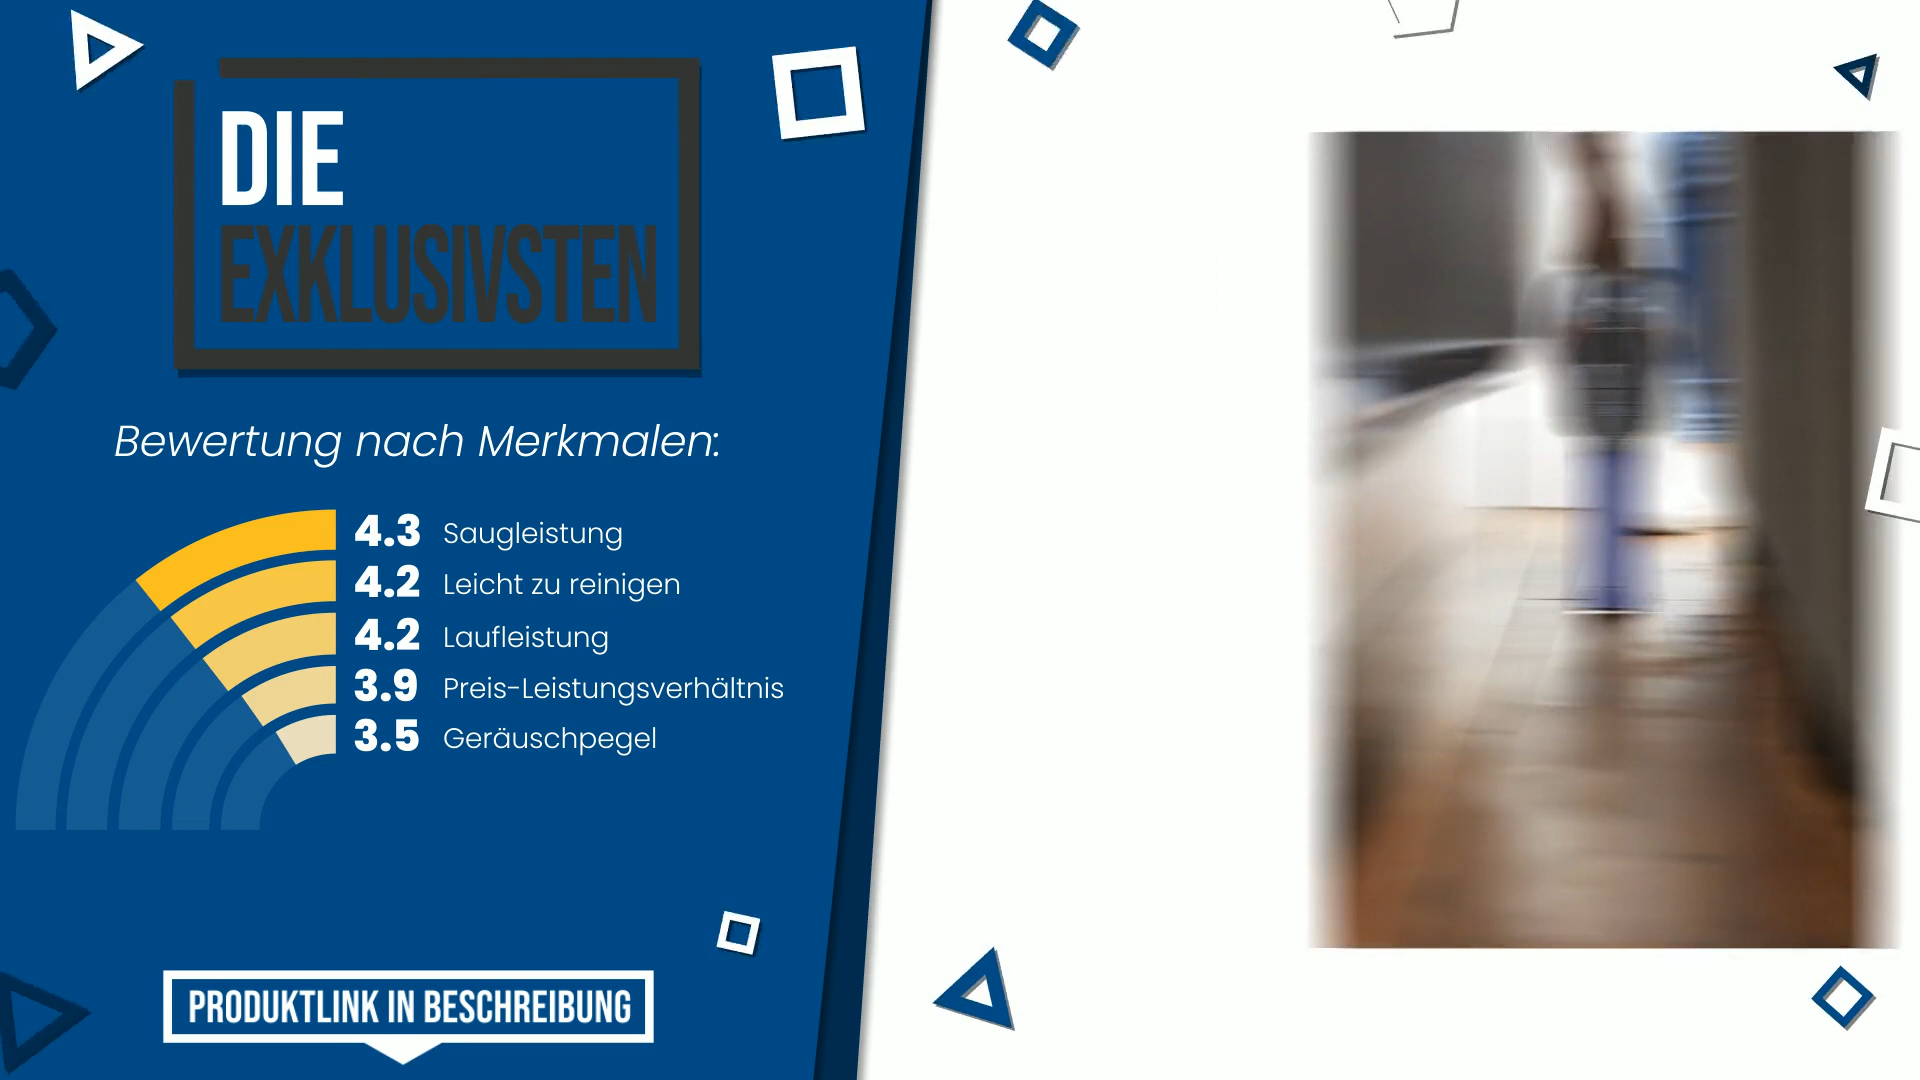 DIE
EXKLUSIVSTEN
Bewertung nach Merkmalen:
4.3 Saugleistung
4.2 Leicht zu reinigen
4.2 Laufleistung
3.9 Preis-Leistungsverhältnis
3.5 Geräuschpegel
PRODUKTLINK IN BESCHREIBUNG